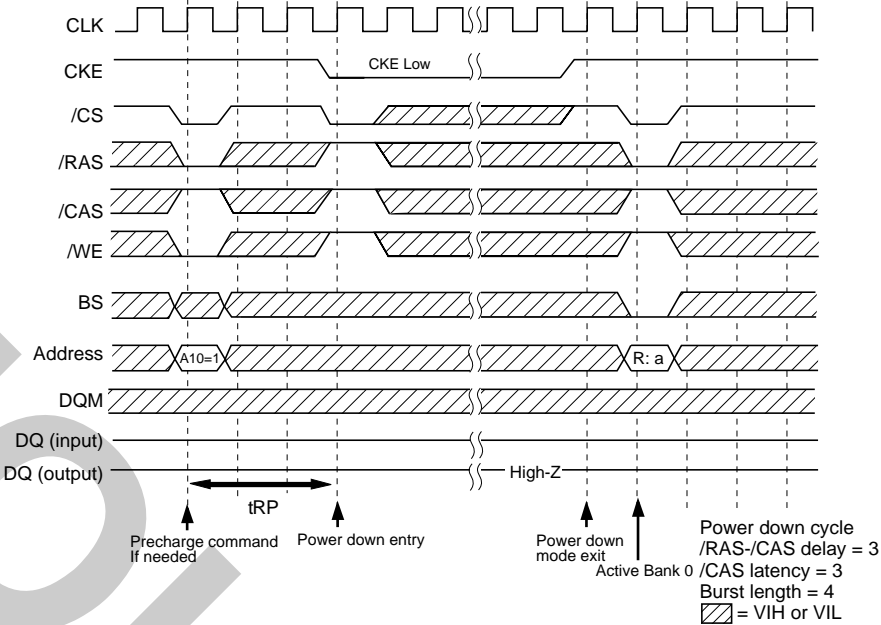 CLK
CKE
CKE Low
/CS
/RAS
/CAS
/WE
BS
Address
A10=1
R: a
DQM
DQ (input)
DQ (output)
High-Z
tRP
Precharge command
If needed
Power down entry
Power down
mode exit
Active Bank 0
Power down cycle
/RAS-/CAS delay = 3
/CAS latency = 3
Burst length = 4
= VIH or VIL